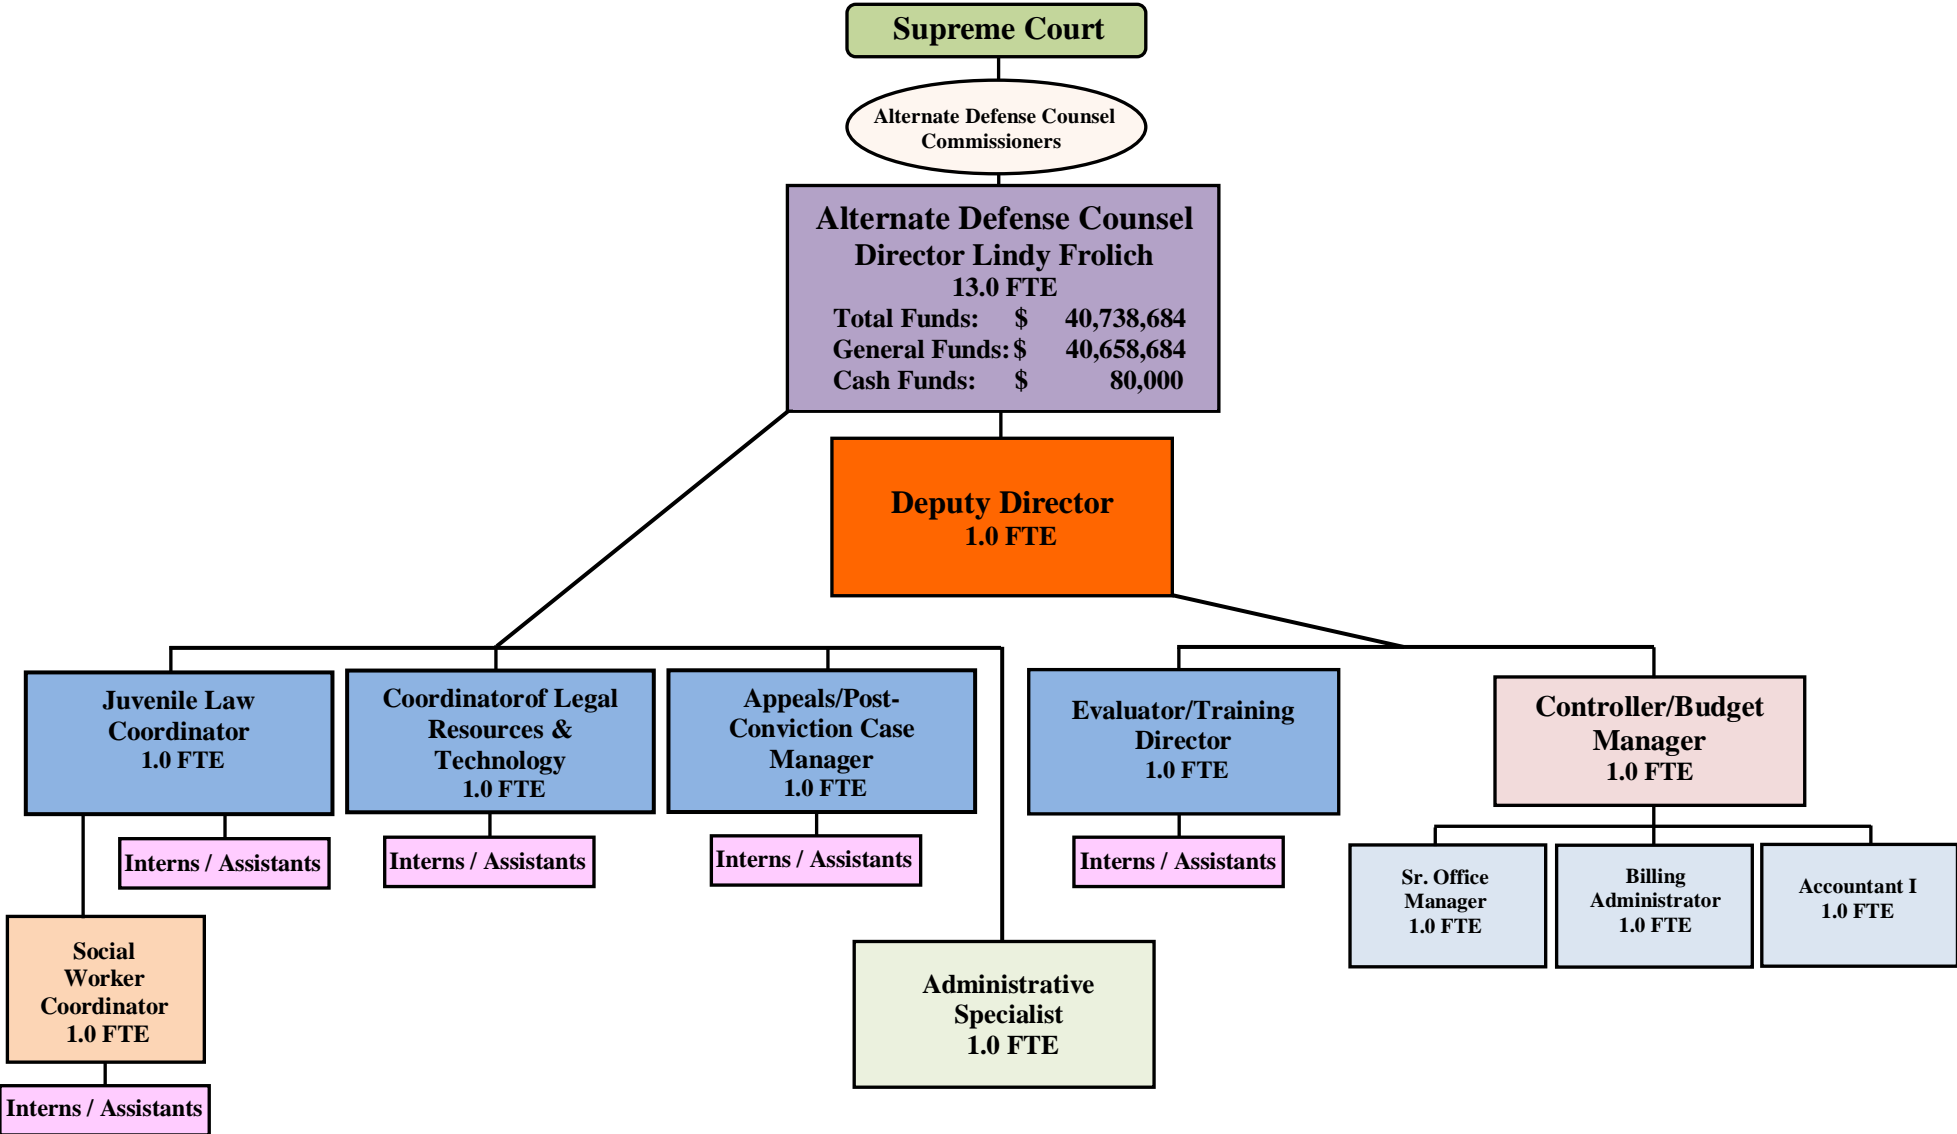 Supreme Court
Alternate Defense Counsel
Commissioners
Alternate Defense Counsel
Director Lindy Frolich
13.0 FTE
Total Funds: $ 40,738,684
General Funds: $ 40,658,684
Cash Funds: $ 80,000
Deputy Director
1.0 FTE
Juvenile Law
Coordinator
1.0 FTE
Coordinatorof Legal
Resources &
Technology
1.0 FTE
Appeals/Post-
Conviction Case
Manager
1.0 FTE
Evaluator/Training
Director
1.0 FTE
Controller/Budget
Manager
1.0 FTE
Interns / Assistants
Interns / Assistants
Interns / Assistants
Interns / Assistants
Sr. Office
Manager
1.0 FTE
Billing
Administrator
1.0 FTE
Accountant I
1.0 FTE
Social
Worker
Coordinator
1.0 FTE
Administrative
Specialist
1.0 FTE
Interns / Assistants